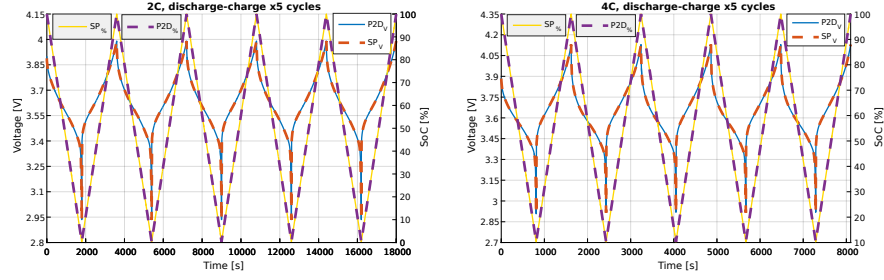 2C, discharge-charge x5 cycles
SP%
P2D%
P2DV
SPV
Voltage [V]
4.15
4
3.85
3.7
3.55
3.4
3.25
3.1
2.95
2.8
SoC [%]
100
90
80
70
60
50
40
30
20
10
0
0 2000 4000 6000 8000 10000 12000 14000 16000 18000
Time [s]
4C, discharge-charge x5 cycles
SP%
P2D%
P2DV
SPV
Voltage [V]
4.35
4.2
4.05
3.9
3.75
3.6
3.45
3.3
3.15
3
2.85
2.7
SoC [%]
100
90
80
70
60
50
40
30
20
10
0 1000 2000 3000 4000 5000 6000 7000 8000
Time [s]